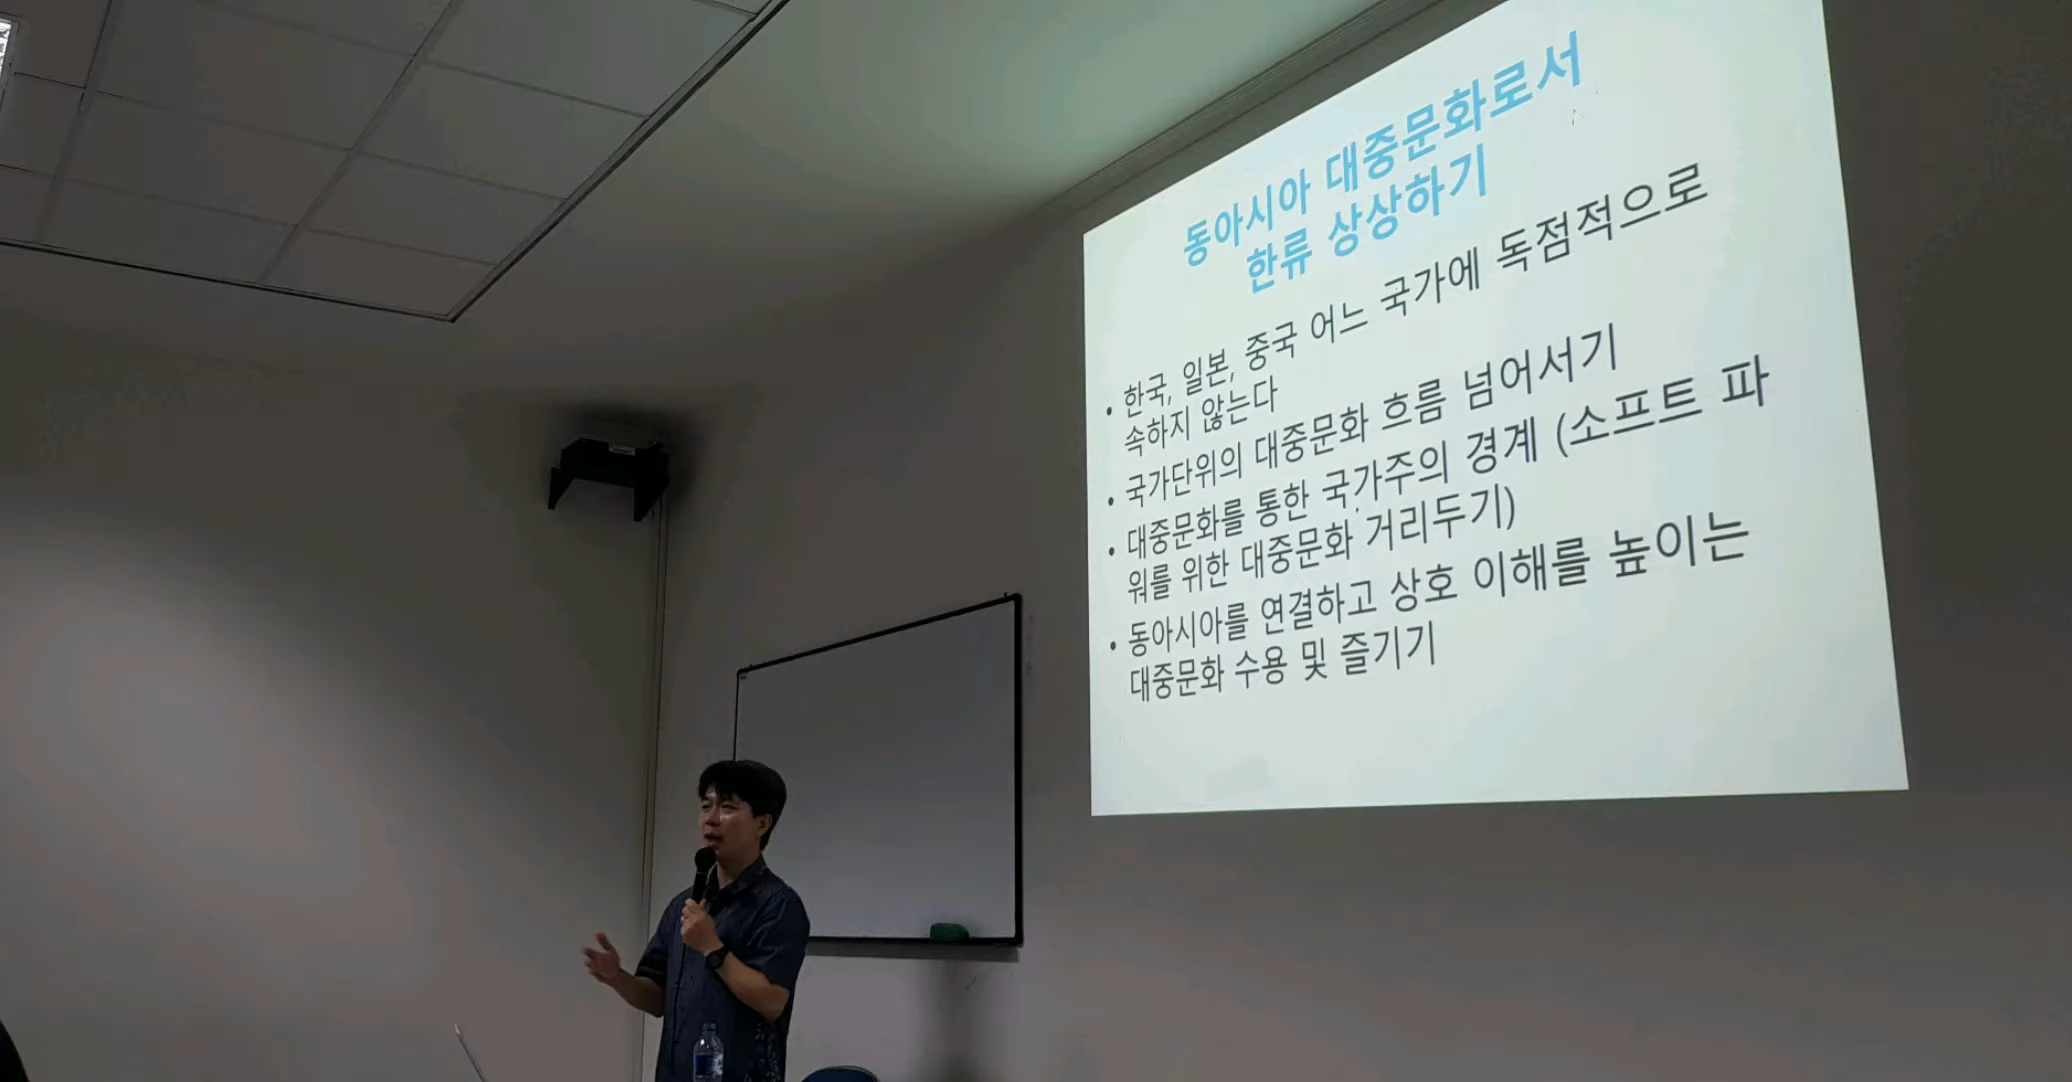 동아시아 대중문화로서
한류 상상하기
• 한국, 일본, 중국 어느 국가에 독점적으로
속하지 않는다
• 국가단위의 대중문화 흐름 넘어서기
• 대중문화를 통한 국가주의 경계 (소프트 파
워를 위한 대중문화 거리두기)
• 동아시아를 연결하고 상호 이해를 높이는
대중문화 수용 및 즐기기